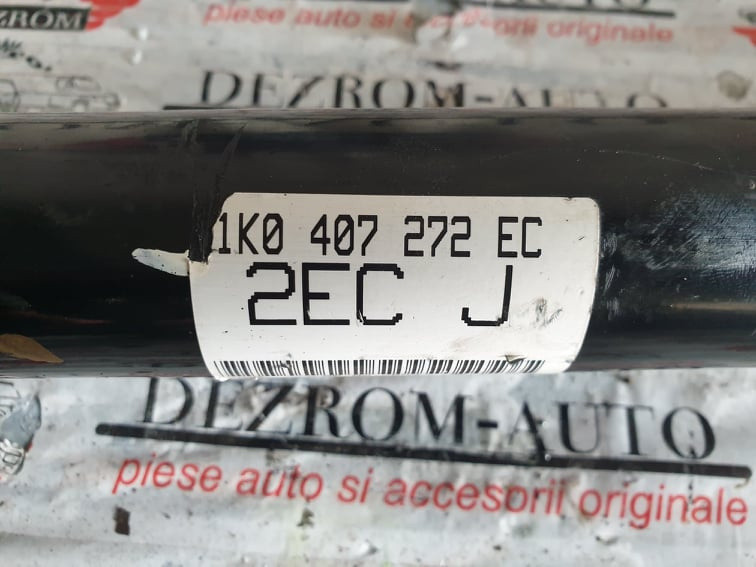 EZROM
piese auto si accesorii originale
DEZROM-AUTO
1K0 407 272 EC
2EC J
DEZROM-AUTO
piese auto si accesorii originale